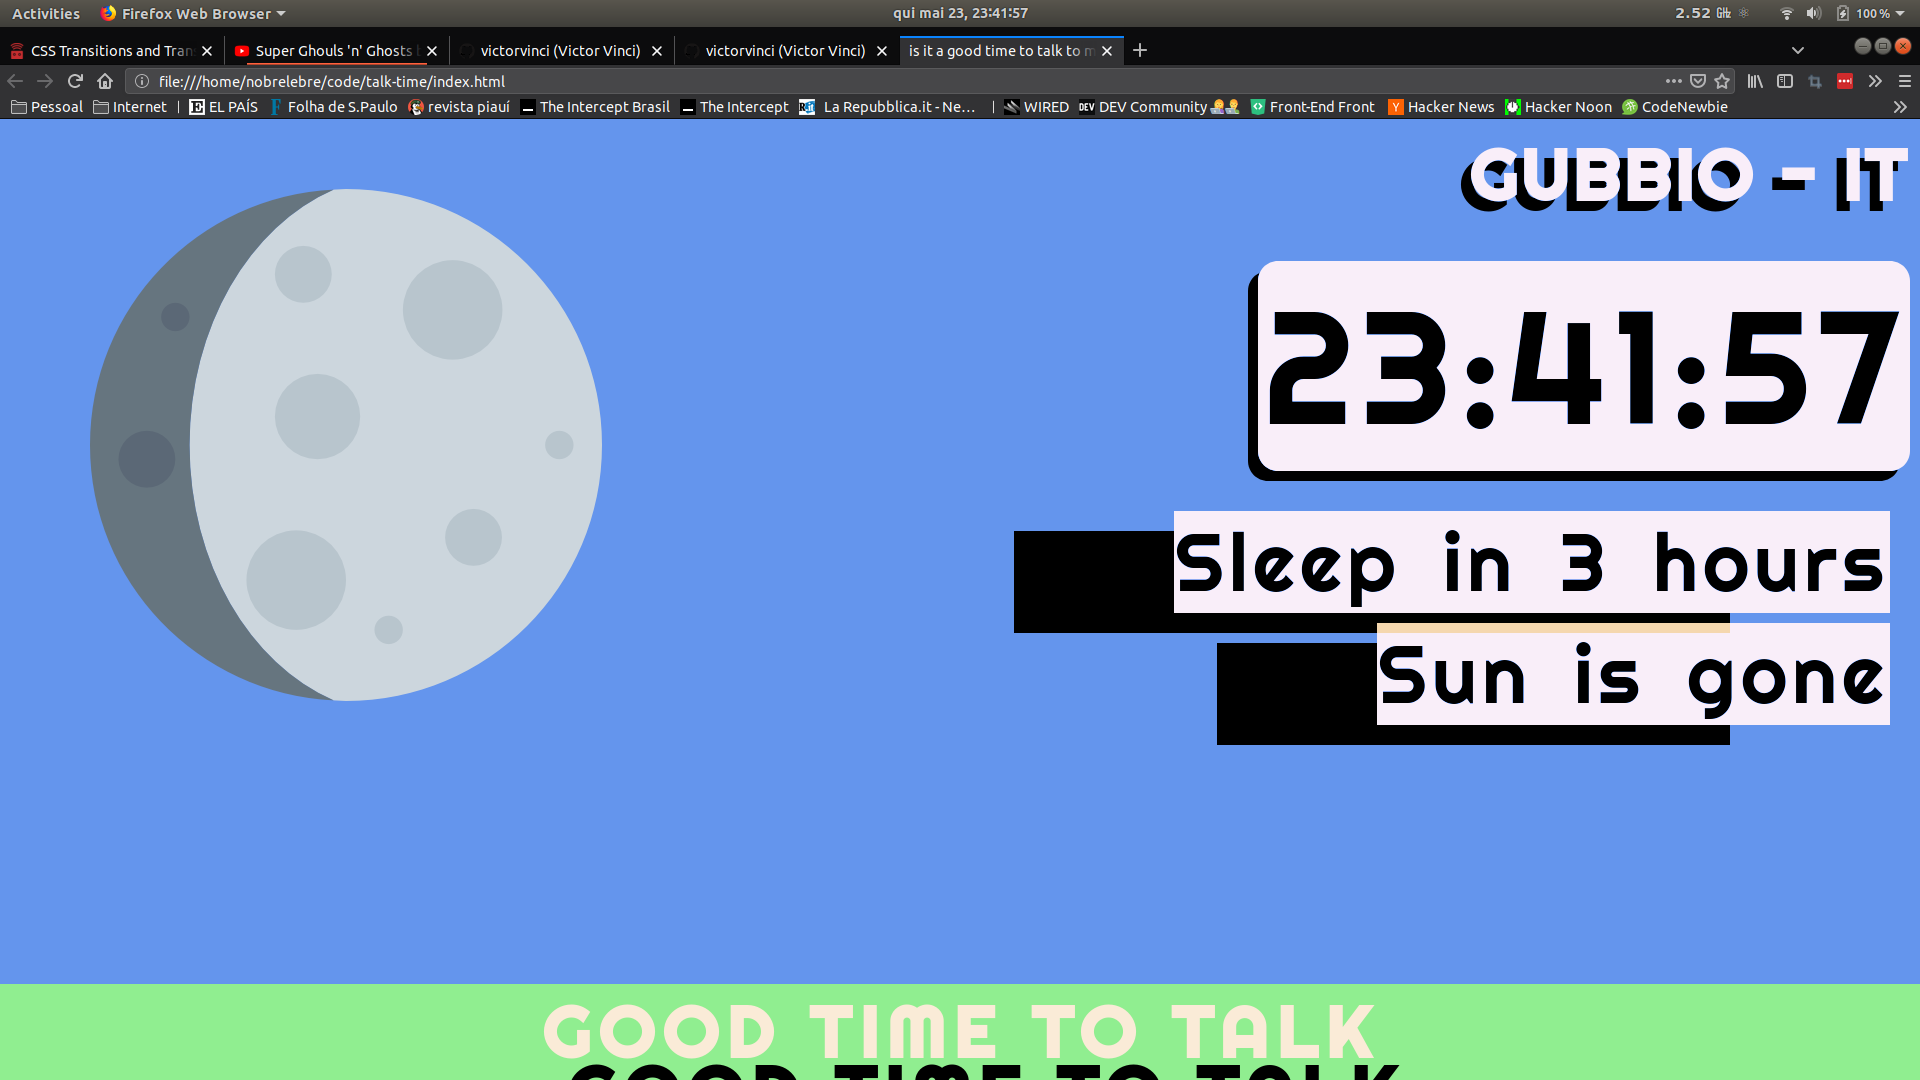 Activities Firefox Web Browser qui mai 23, 23:41:57 2.52 GHz 100 %
CSS Transitions and Tran Super Ghouls 'n' Ghosts victorvinci (Victor Vinci) victorvinci (Victor Vinci) is it a good time to talk to m
file:///home/nobrelebre/code/talk-time/index.html
Pessoal Internet | EL PAÍS Folha de S.Paulo revista piauí The Intercept Brasil The Intercept La Repubblica.it - Ne… | WIRED DEV DEV Community Front-End Front Hacker News Hacker Noon CodeNewbie
GUBBIO - IT
23:41:57
Sleep in 3 hours
Sun is gone
GOOD TIME TO TALK